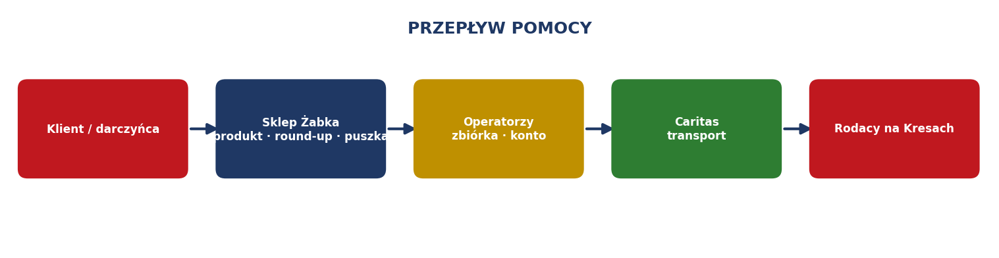 PRZEPŁYW POMOCY
Klient / darczyńca
Sklep Żabka
produkt · round-up · puszka
Operatorzy
zbiórka · konto
Caritas
transport
Rodacy na Kresach